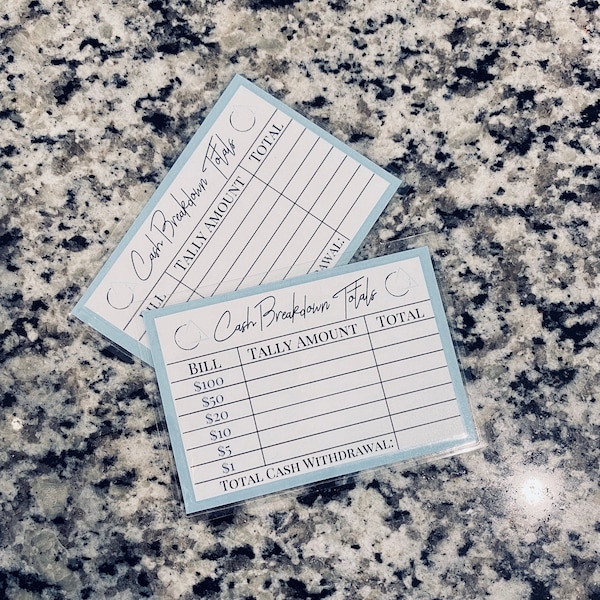 Cash Breakdown Totals
BILL TALLY AMOUNT TOTAL
Cash Breakdown Totals
BILL TALLY AMOUNT TOTAL
$100
$50
$20
$10
$5
$1
TOTAL CASH WITHDRAWAL: